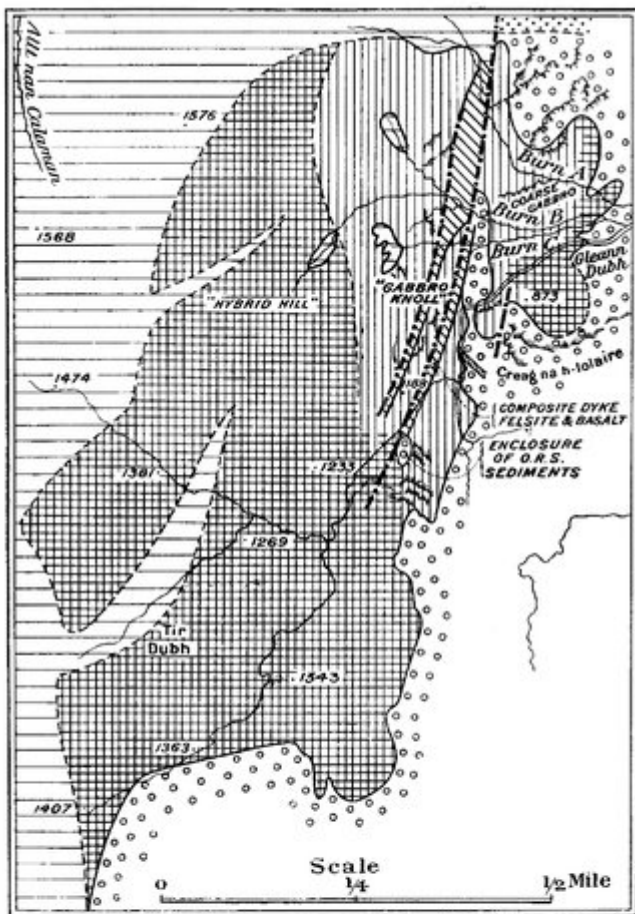 Allt nan Calaman
1576
Burn A
COARSE
GABBRO
Burn B
1568
Burn C
Gleann
Dubh
"HYBRID HILL"
"GABBRO
KNOLL"
873
Creag na h-Iolaire
1474
188
COMPOSITE DYKE
FELSITE & BASALT
ENCLOSURE
OF O.R.S.
SEDIMENTS
1381
1233
1269
Tir
Dubh
1543
1363
1407
Scale
0 1/4 1/2 Mile